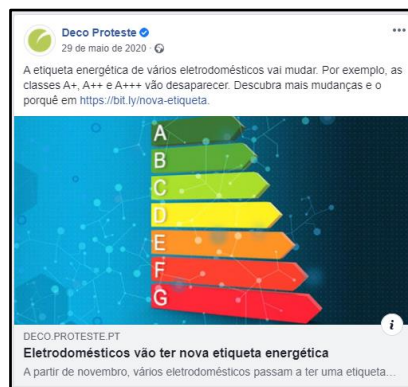 Deco Proteste
29 de maio de 2020 ·
A etiqueta energética de vários eletrodomésticos vai mudar. Por exemplo, as
classes A+, A++ e A+++ vão desaparecer. Descubra mais mudanças e o
porquê em https://bit.ly/nova-etiqueta.
A
B
C
D
E
F
G
i
DECO.PROTESTE.PT
Eletrodomésticos vão ter nova etiqueta energética
A partir de novembro, vários eletrodomésticos passam a ter uma etiqueta...